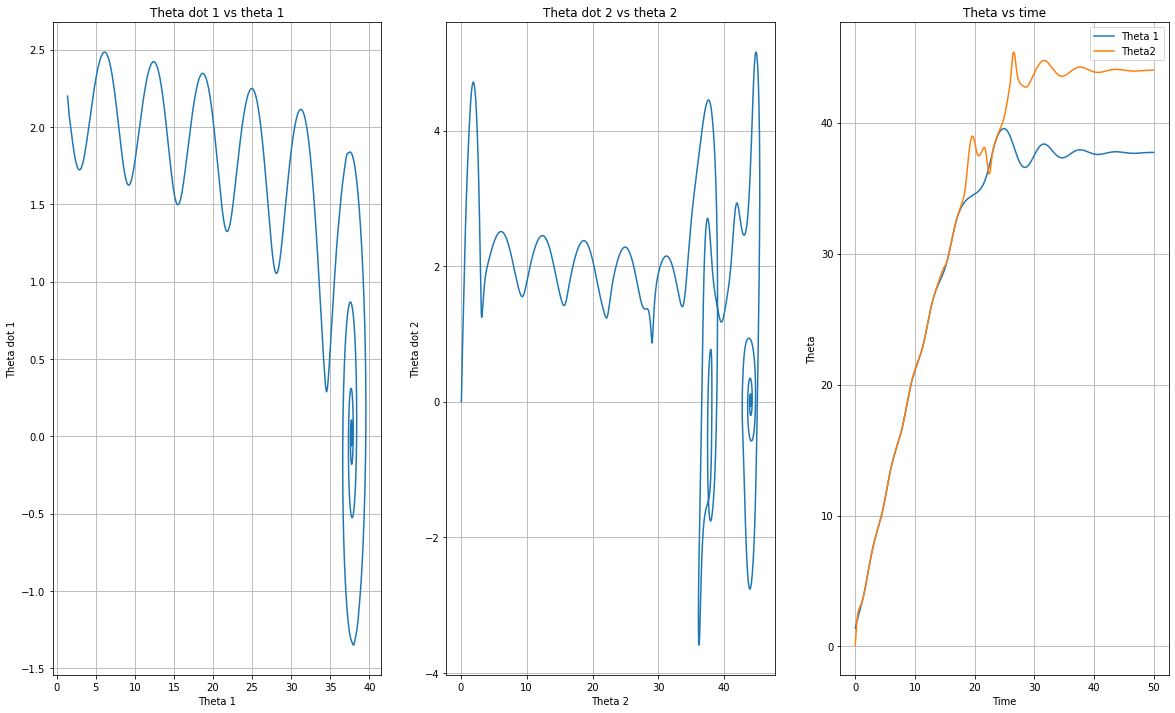 Theta dot 1 vs theta 1
Theta dot 1
2.5
2.0
1.5
1.0
0.5
0.0
−0.5
−1.0
−1.5
0 5 10 15 20 25 30 35 40
Theta 1
Theta dot 2 vs theta 2
Theta dot 2
4
2
0
−2
−4
0 10 20 30 40
Theta 2
Theta vs time
Theta 1
Theta2
Theta
40
30
20
10
0
0 10 20 30 40 50
Time